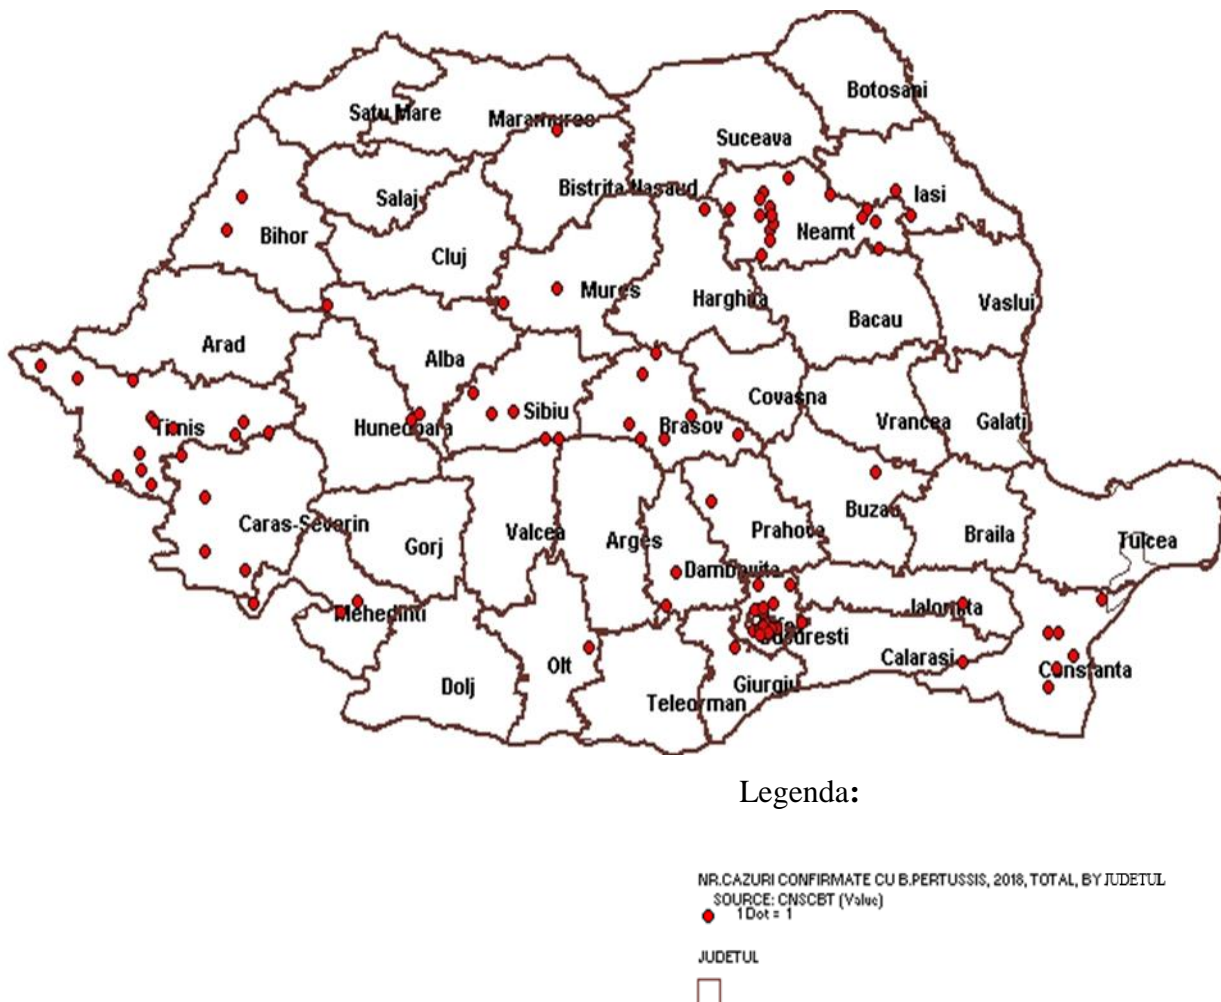 Botosani
Satu Mare
Maramures
Suceava
Salaj
Bistrita Nasaud
Iasi
Bihor
Cluj
Neamt
Mures
Harghita
Vaslui
Bacau
Arad
Alba
Covasna
Timis
Hunedoara
Sibiu
Brasov
Vrancea
Galati
Caras-Severin
Gorj
Valcea
Arges
Prahova
Buzau
Braila
Tulcea
Dambovita
Mehedinti
Ialomita
Bucuresti
Calarasi
Constanta
Olt
Dolj
Giurgiu
Teleorman
Legenda:
NR.CAZURI CONFIRMATE CU B.PERTUSSIS, 2018, TOTAL, BY JUDETUL
SOURCE: CNSCBT (Value)
1 Dot = 1
JUDETUL